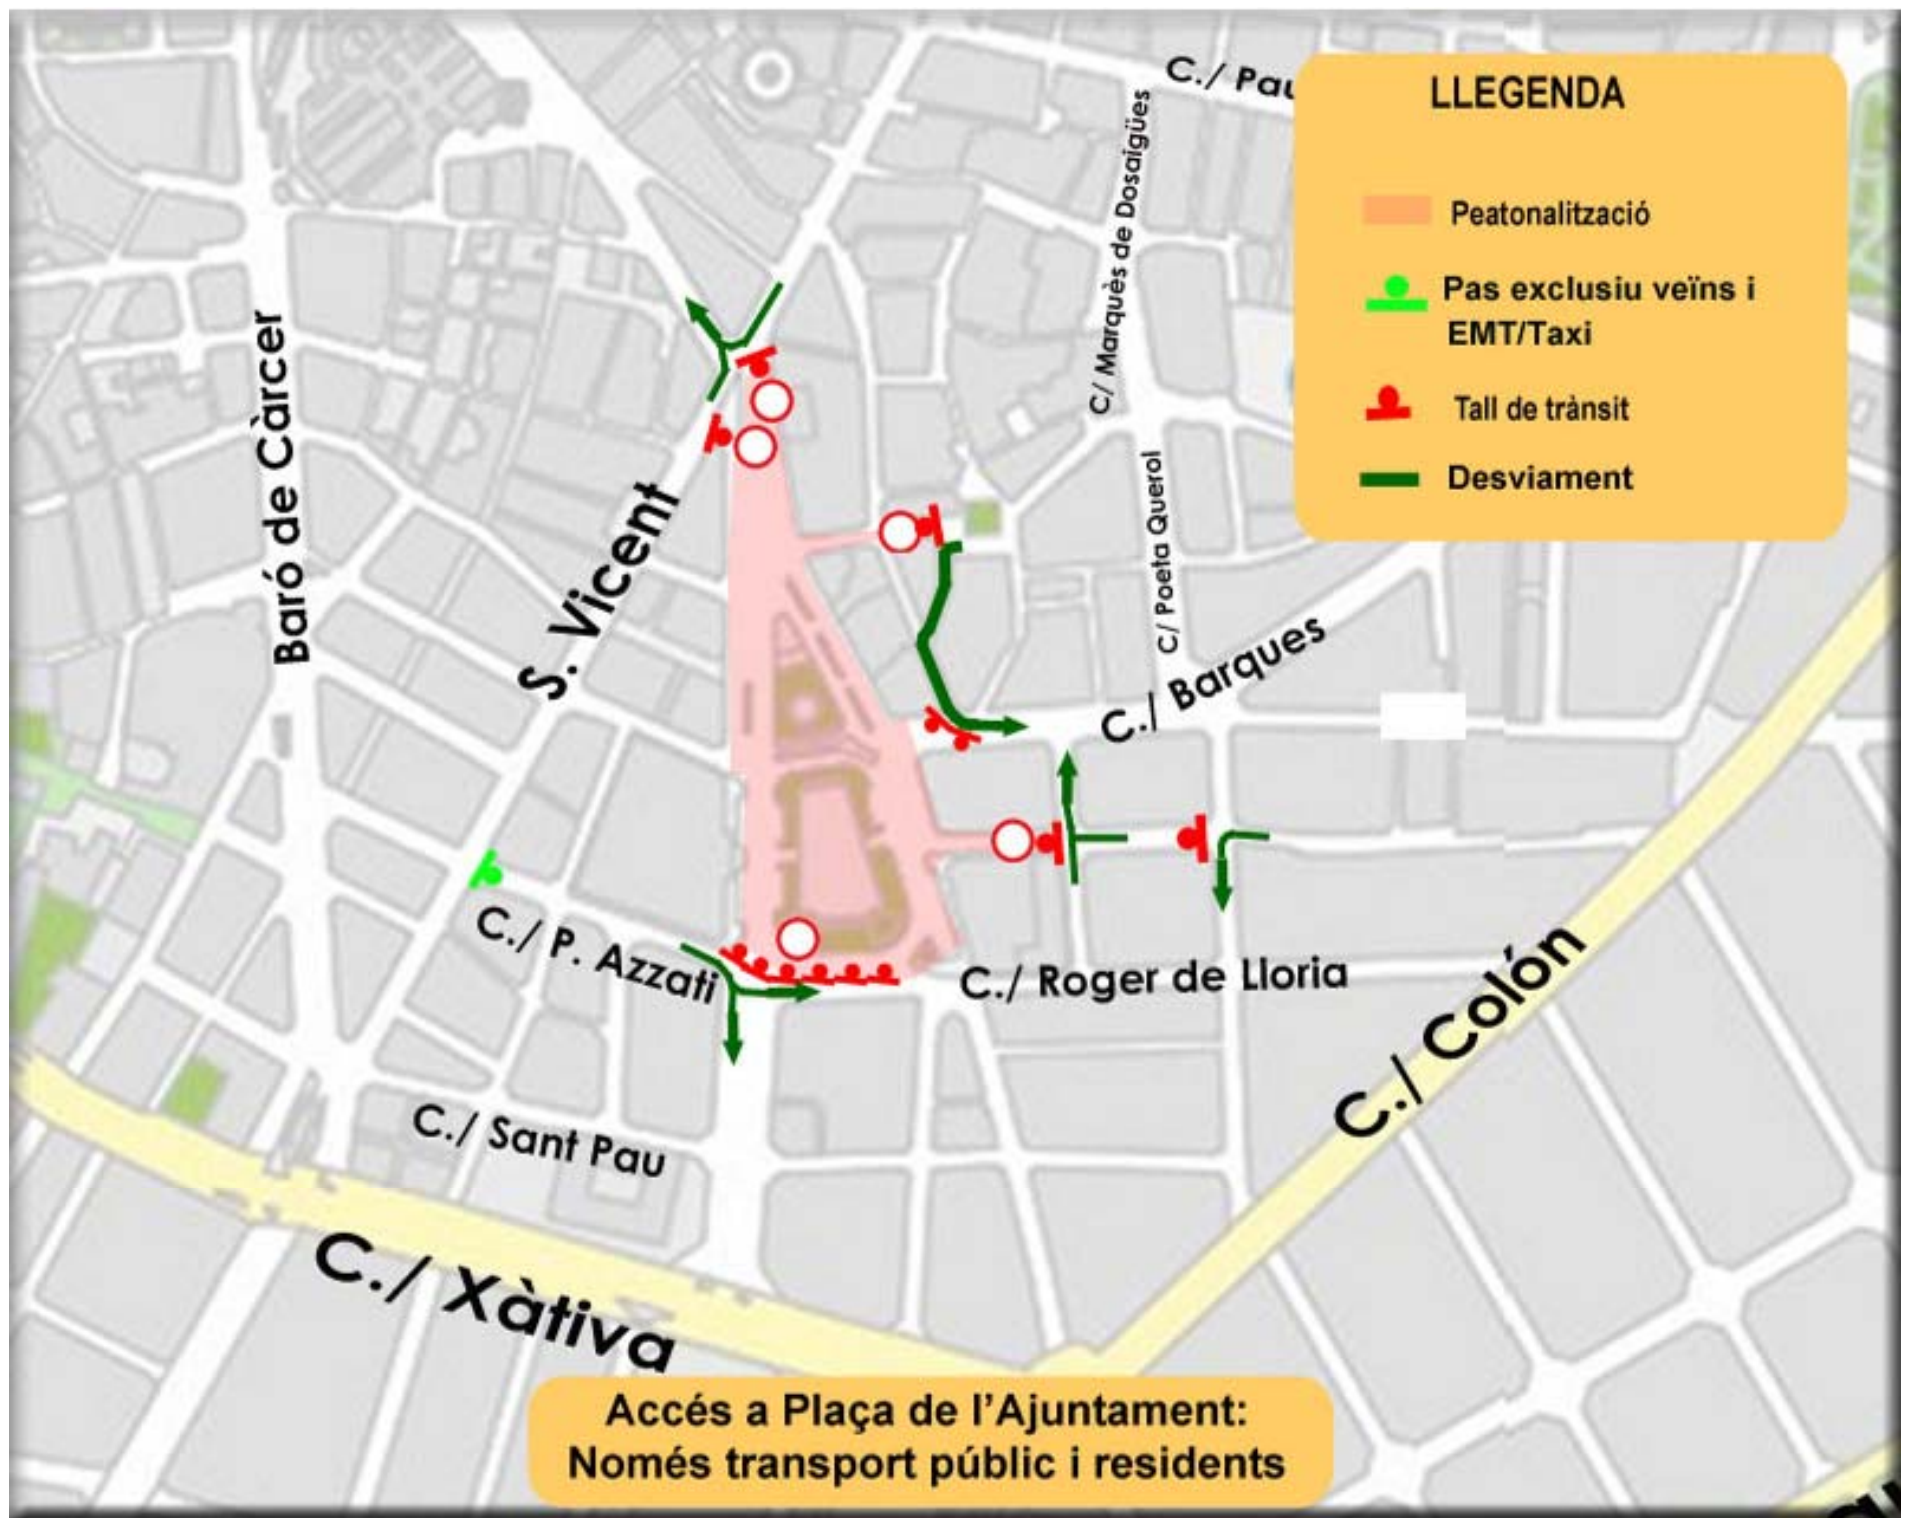 C./ Pau
LLEGENDA
Peatonalització
Pas exclusiu veïns i
EMT/Taxi
Tall de trànsit
Desviament
C/ Marquès de Dosaigües
Baró de Càrcer
S. Vicent
C/ Poeta Querol
C./ Barques
C./ P. Azzati
C./ Roger de Lloria
C./ Colón
C./ Sant Pau
C./ Xàtiva
Accés a Plaça de l'Ajuntament:
Només transport públic i residents